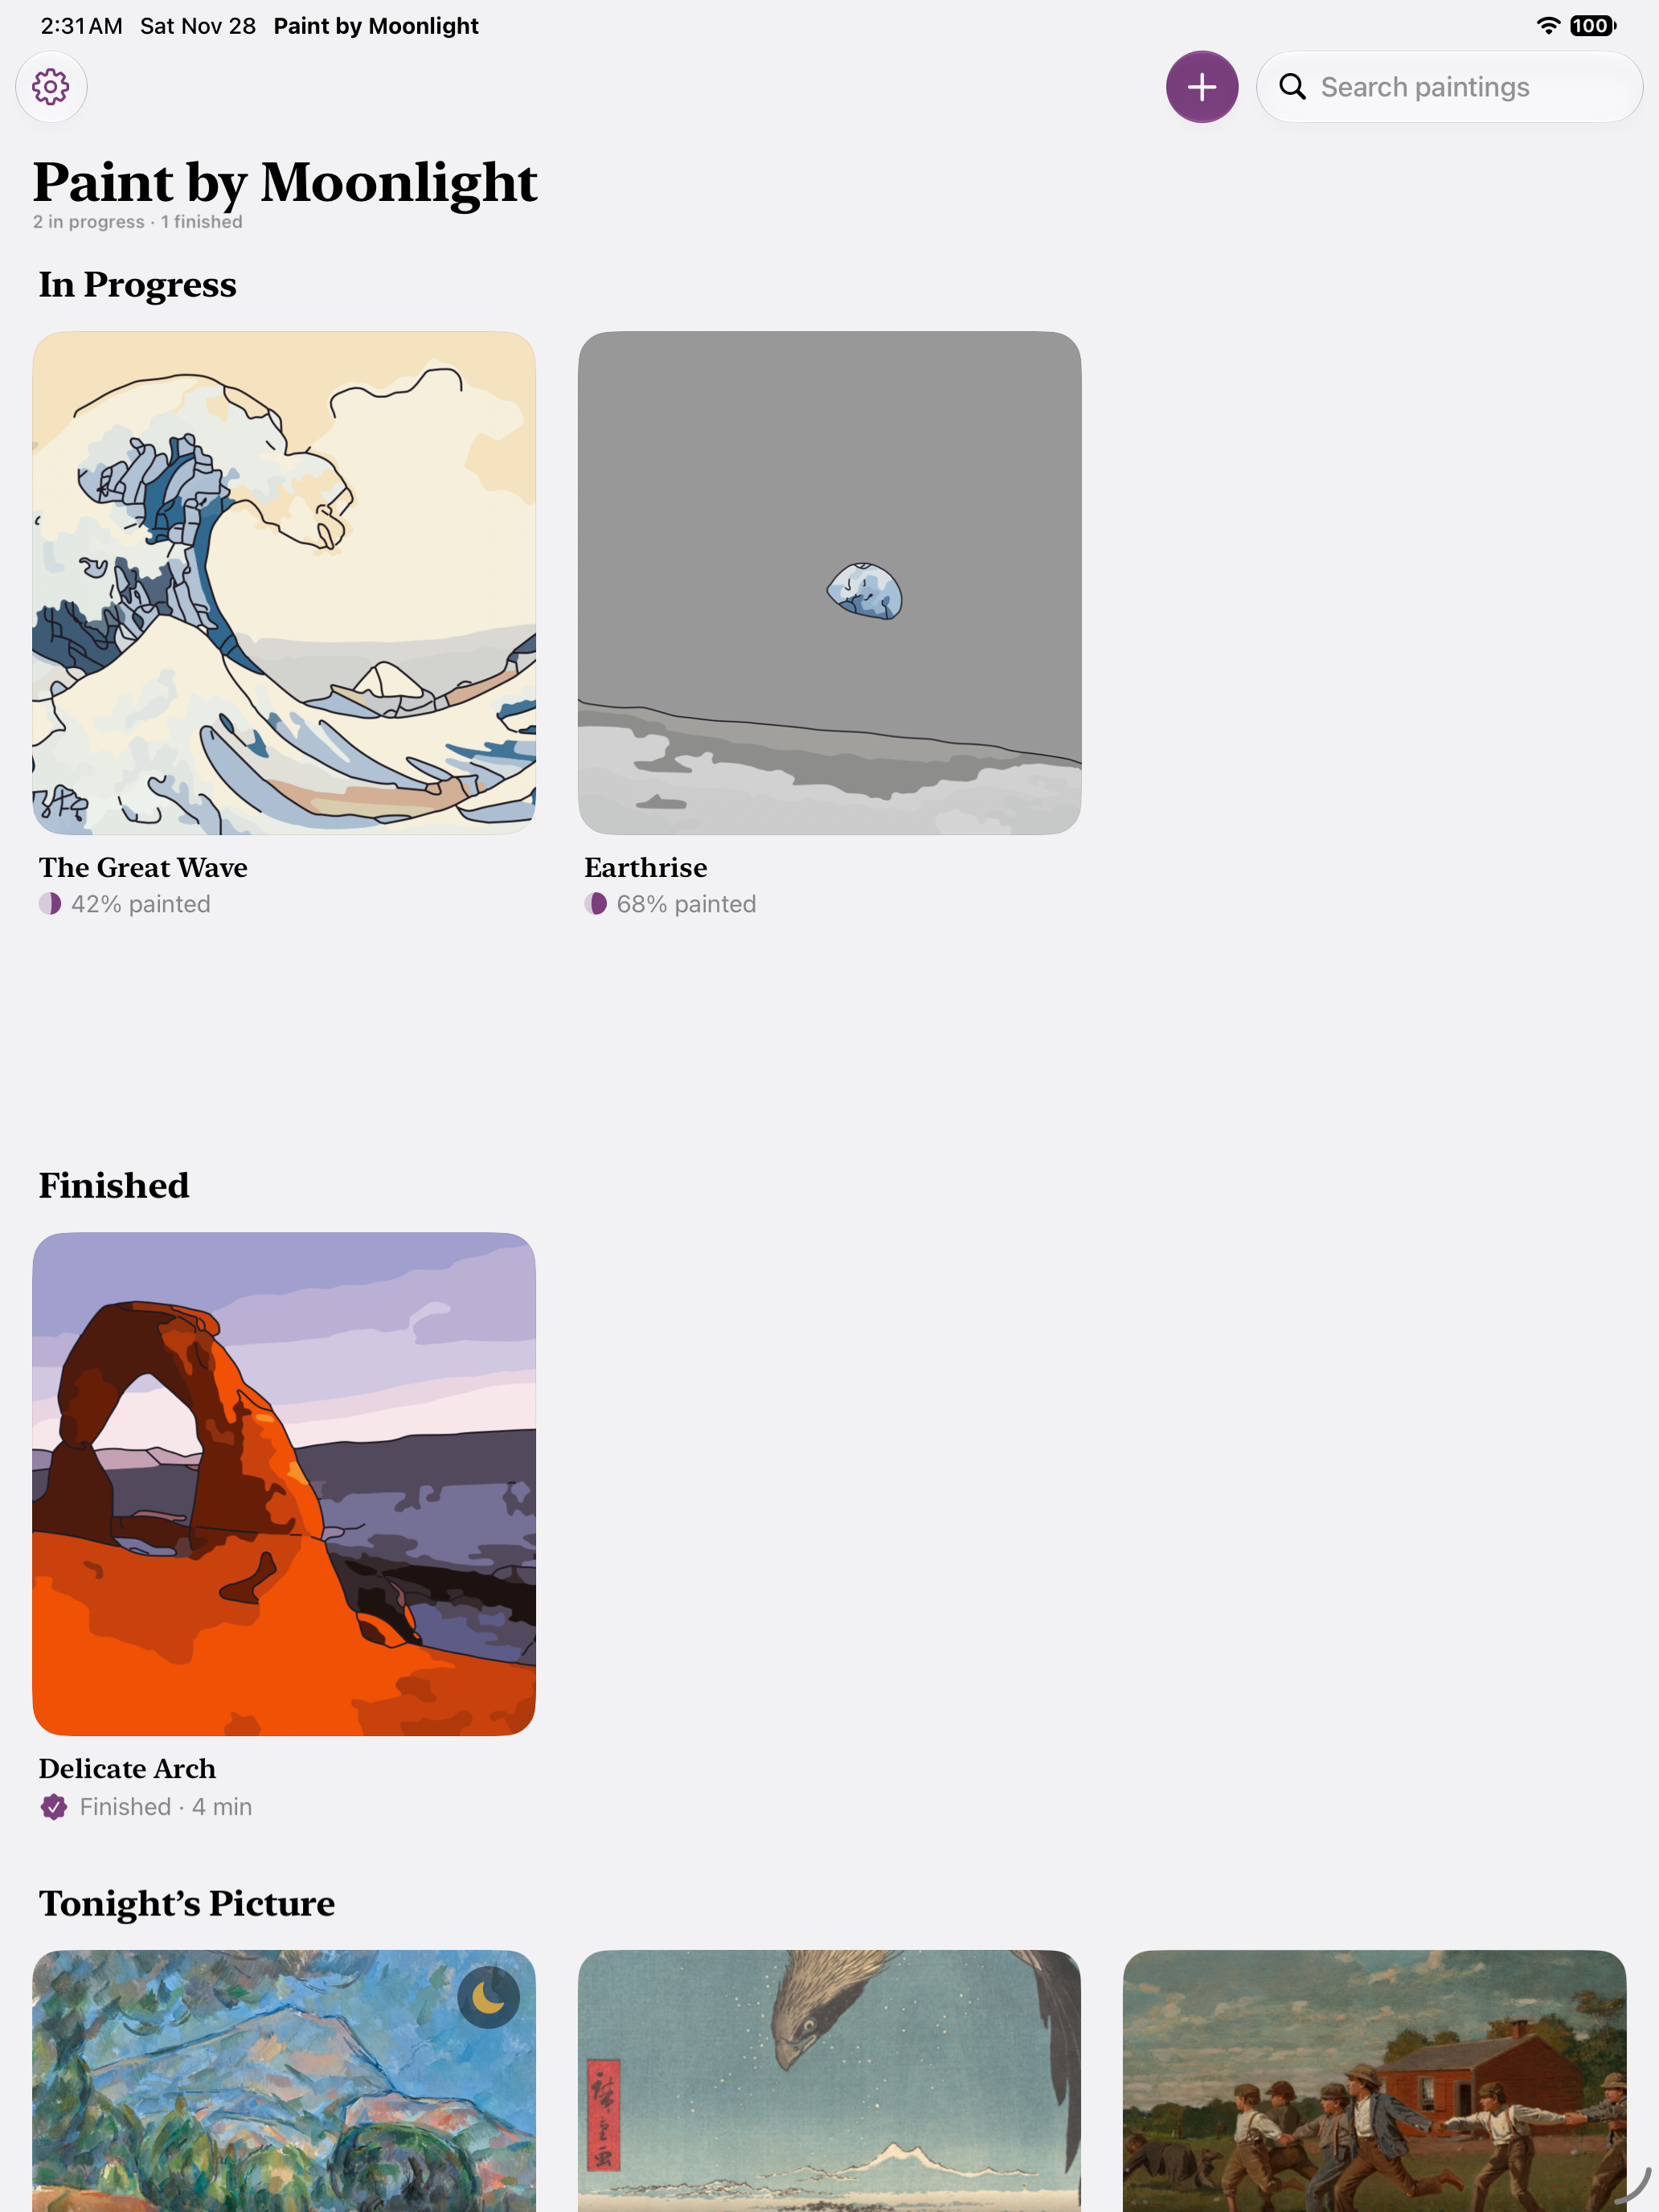 2:31 AM Sat Nov 28 Paint by Moonlight
100
Search paintings
Paint by Moonlight
2 in progress · 1 finished
In Progress
The Great Wave
42% painted
Earthrise
68% painted
Finished
Delicate Arch
Finished · 4 min
Tonight’s Picture